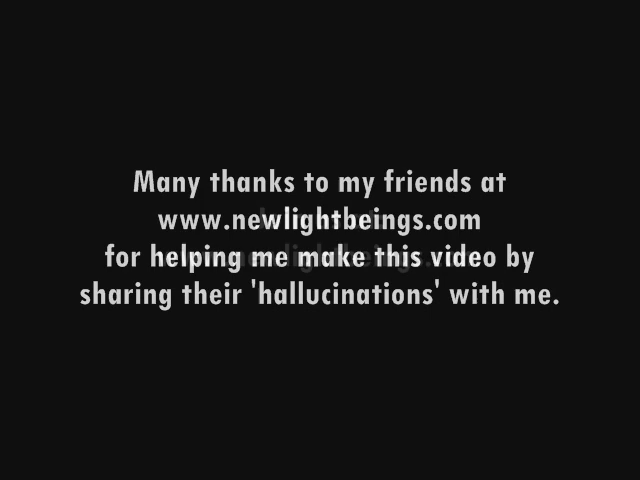 Many thanks to my friends at
www.newlightbeings.com
for helping me make this video by
sharing their 'hallucinations' with me.